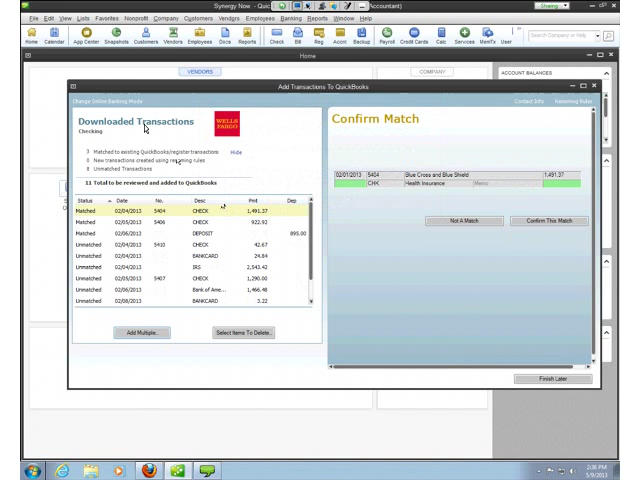 Synergy Now - Quic
Accountant)
Sharing
File Edit View Lists Favorites Nonprofit Company Customers Vendors Employees Banking Reports Window Help
Home Calendar App Center Snapshots Customers Vendors Employees Docs Reports Check Bill Reg Accnt Backup Payroll Credit Cards Calc Services MemTx User
Search Company or Help
Home
VENDORS
COMPANY
ACCOUNT BALANCES
Add Transactions To QuickBooks
Change Online Banking Mode
Contact Info Renaming Rules
Downloaded Transactions
Checking
WELLS FARGO
3 Matched to existing QuickBooks/register transactions Hide
0 New transactions created using renaming rules
8 Unmatched Transactions
11 Total to be reviewed and added to QuickBooks
Status Date No. Desc Pmt Dep
Matched 02/04/2013 5404 CHECK 1,491.37
Matched 02/05/2013 5406 CHECK 922.92
Matched 02/06/2013 DEPOSIT 895.00
Unmatched 02/04/2013 5410 CHECK 42.67
Unmatched 02/04/2013 BANKCARD 24.84
Unmatched 02/04/2013 IRS 2,543.42
Unmatched 02/05/2013 5407 CHECK 1,290.00
Unmatched 02/06/2013 Bank of Ame... 1,466.48
Unmatched 02/08/2013 BANKCARD 3.22
Add Multiple...
Select Items To Delete...
Confirm Match
02/01/2013 5404 Blue Cross and Blue Shield 1,491.37
CHK Health Insurance Memo
Not A Match
Confirm This Match
Finish Later
2:38 PM
5/9/2013